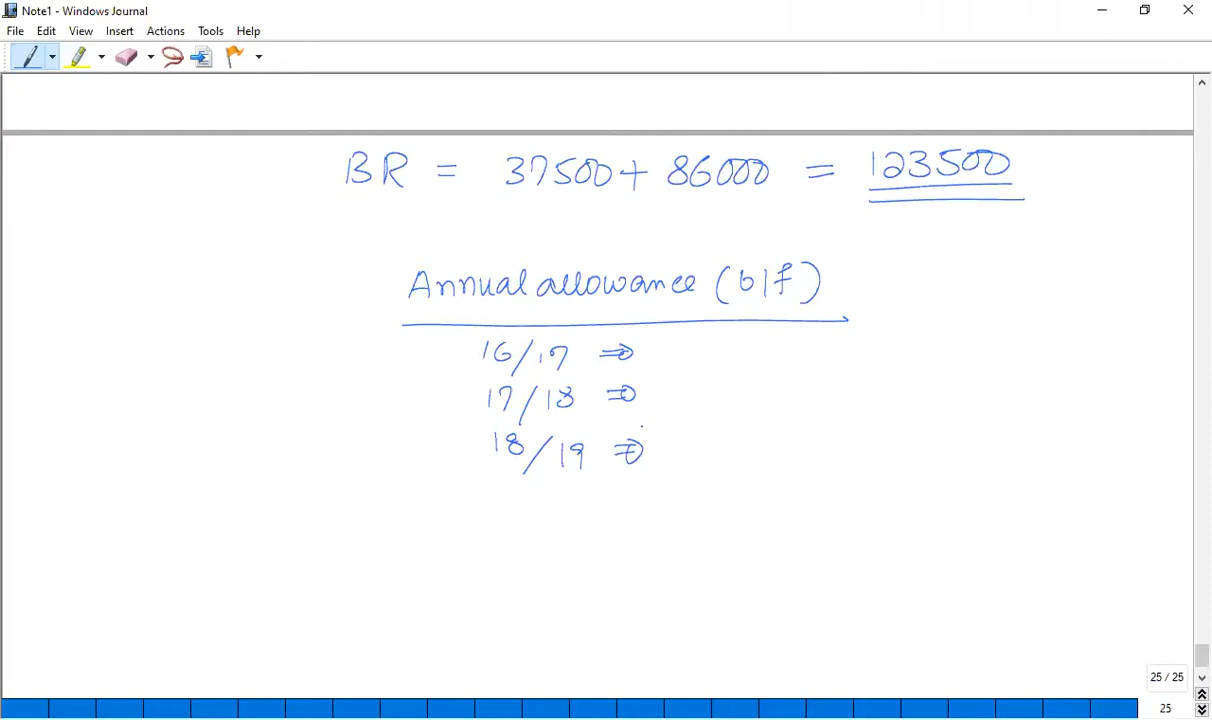 Note1 - Windows Journal
File Edit View Insert Actions Tools Help
BR = 37500 + 86000 = 123500
Annual allowance (b/f)
16/17 ⇒
17/18 ⇒
18/19 ⇒
25 / 25
25